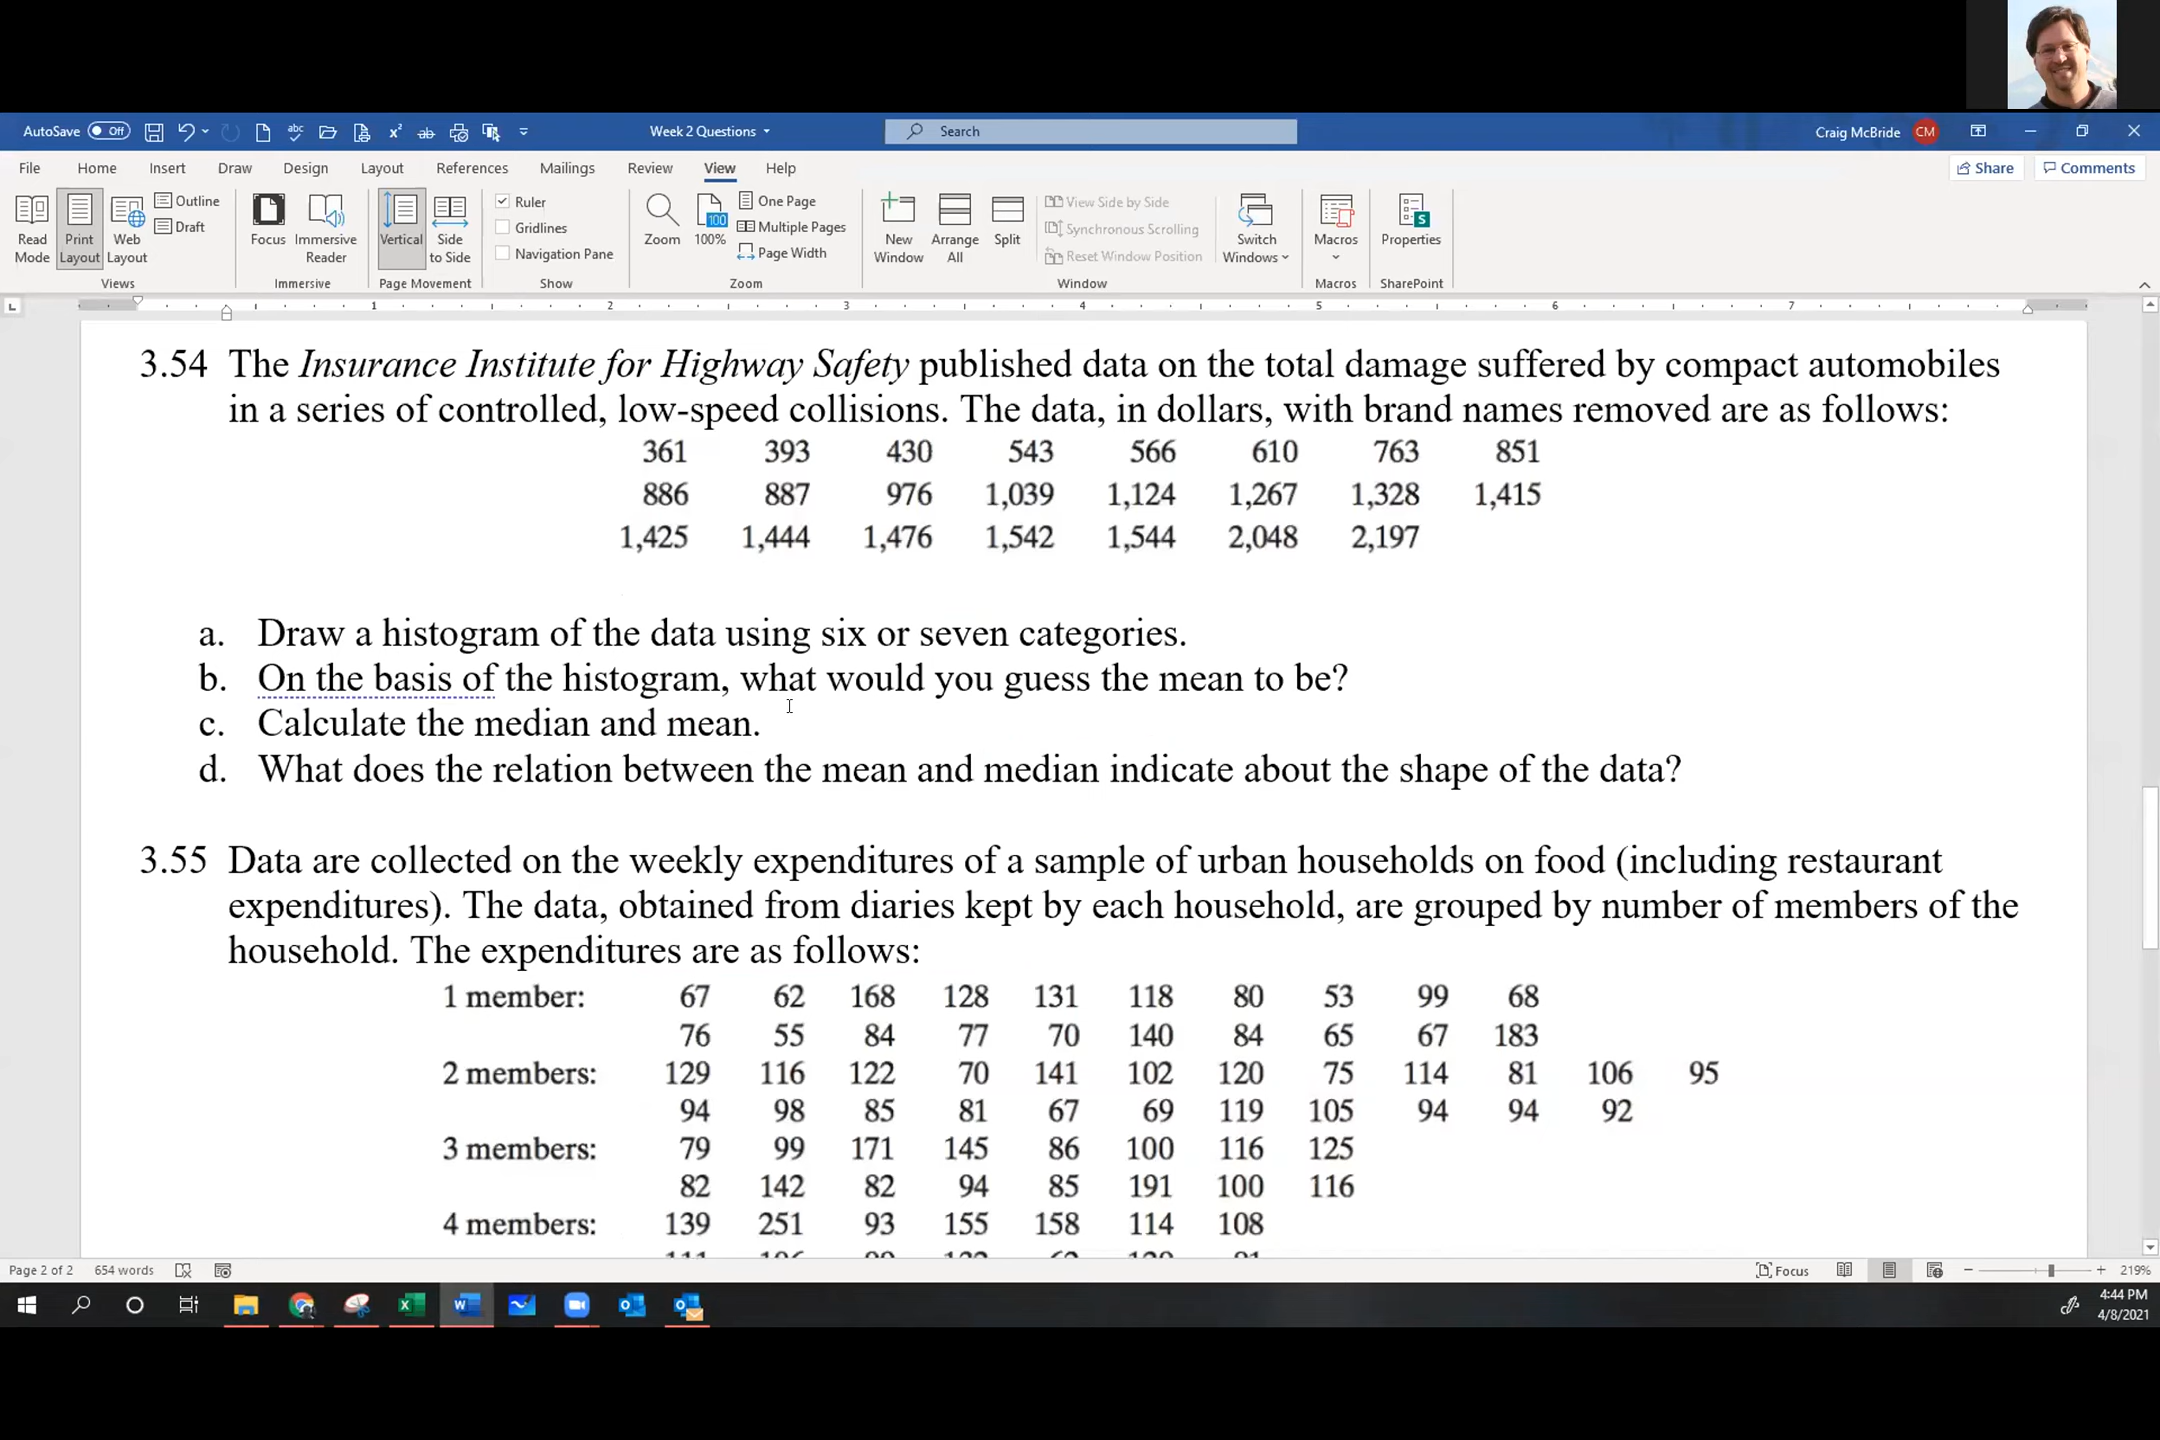 AutoSave Off
Week 2 Questions
Search
Craig McBride CM
File Home Insert Draw Design Layout References Mailings Review View Help
Share Comments
Read Mode
Print Layout
Web Layout
Outline
Draft
Views
Focus
Immersive Reader
Immersive
Vertical
Side to Side
Page Movement
Ruler
Gridlines
Navigation Pane
Show
Zoom
100
100%
One Page
Multiple Pages
Page Width
Zoom
New Window
Arrange All
Split
View Side by Side
Synchronous Scrolling
Reset Window Position
Switch Windows
Window
Macros
Macros
S
Properties
SharePoint
1 2 3 4 5 6 7
3.54 The Insurance Institute for Highway Safety published data on the total damage suffered by compact automobiles
in a series of controlled, low-speed collisions. The data, in dollars, with brand names removed are as follows:
361 393 430 543 566 610 763 851
886 887 976 1,039 1,124 1,267 1,328 1,415
1,425 1,444 1,476 1,542 1,544 2,048 2,197
a. Draw a histogram of the data using six or seven categories.
b. On the basis of the histogram, what would you guess the mean to be?
c. Calculate the median and mean.
d. What does the relation between the mean and median indicate about the shape of the data?
3.55 Data are collected on the weekly expenditures of a sample of urban households on food (including restaurant
expenditures). The data, obtained from diaries kept by each household, are grouped by number of members of the
household. The expenditures are as follows:
1 member: 67 62 168 128 131 118 80 53 99 68
76 55 84 77 70 140 84 65 67 183
2 members: 129 116 122 70 141 102 120 75 114 81 106 95
94 98 85 81 67 69 119 105 94 94 92
3 members: 79 99 171 145 86 100 116 125
82 142 82 94 85 191 100 116
4 members: 139 251 93 155 158 114 108
Page 2 of 2 654 words
Focus
219%
4:44 PM
4/8/2021